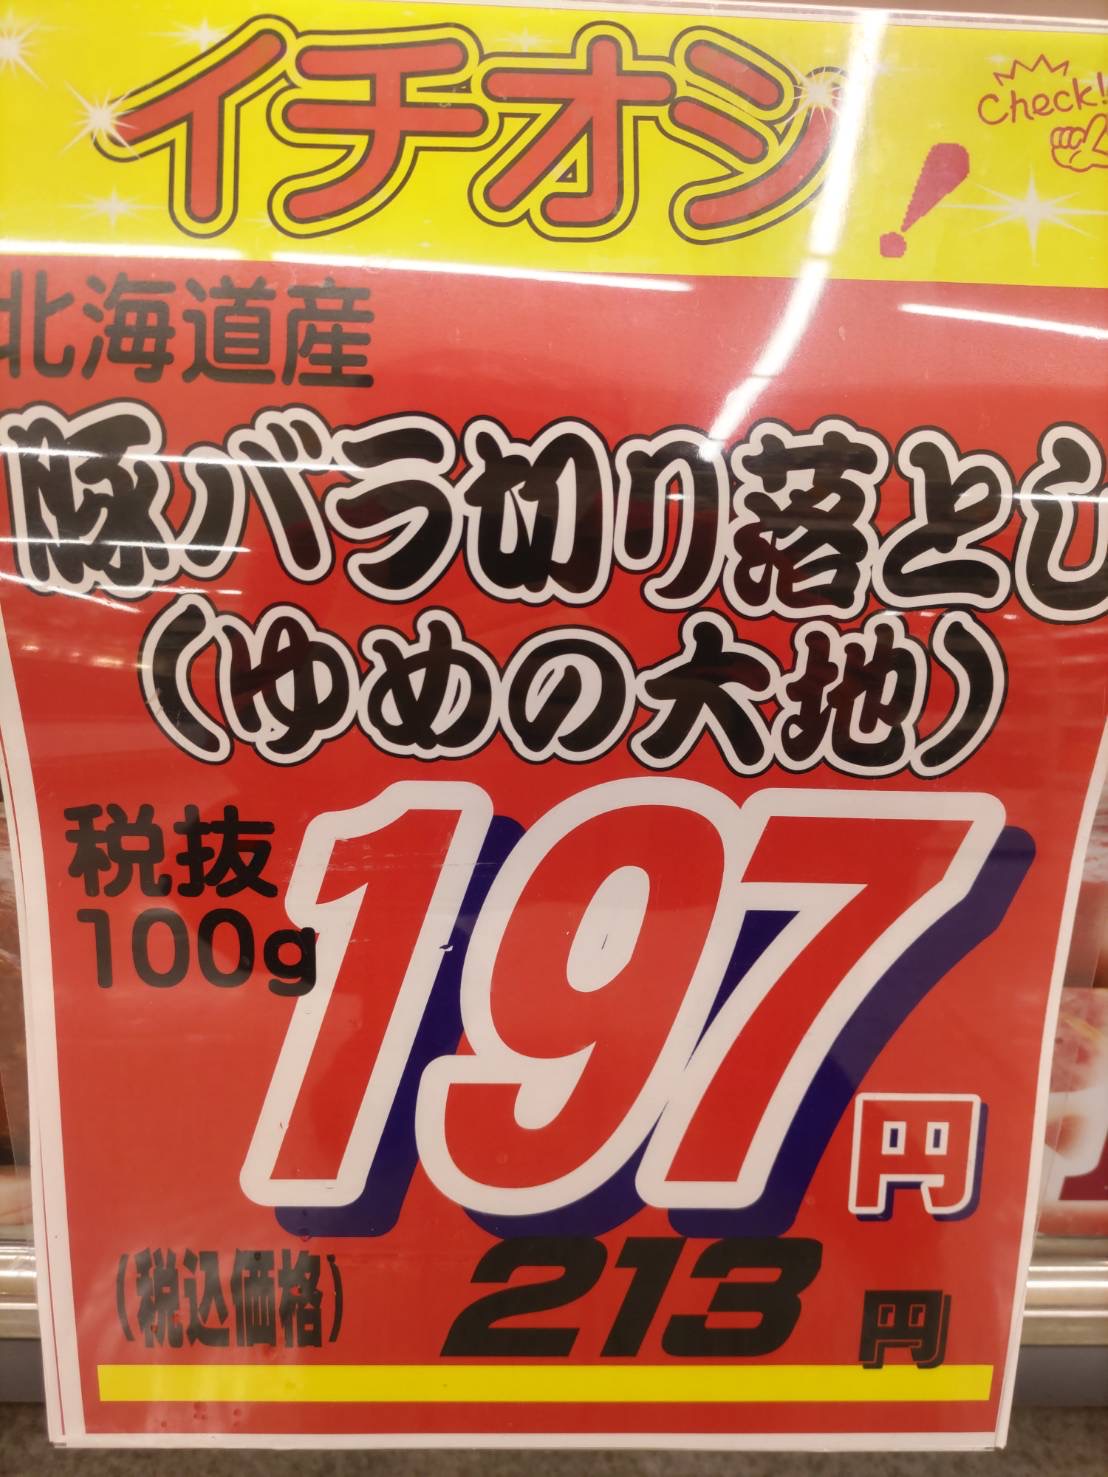 イチオシ!
Check!
北海道産
豚バラ切り落とし
(ゆめの大地)
税抜
100g
197円
(税込価格) 213円